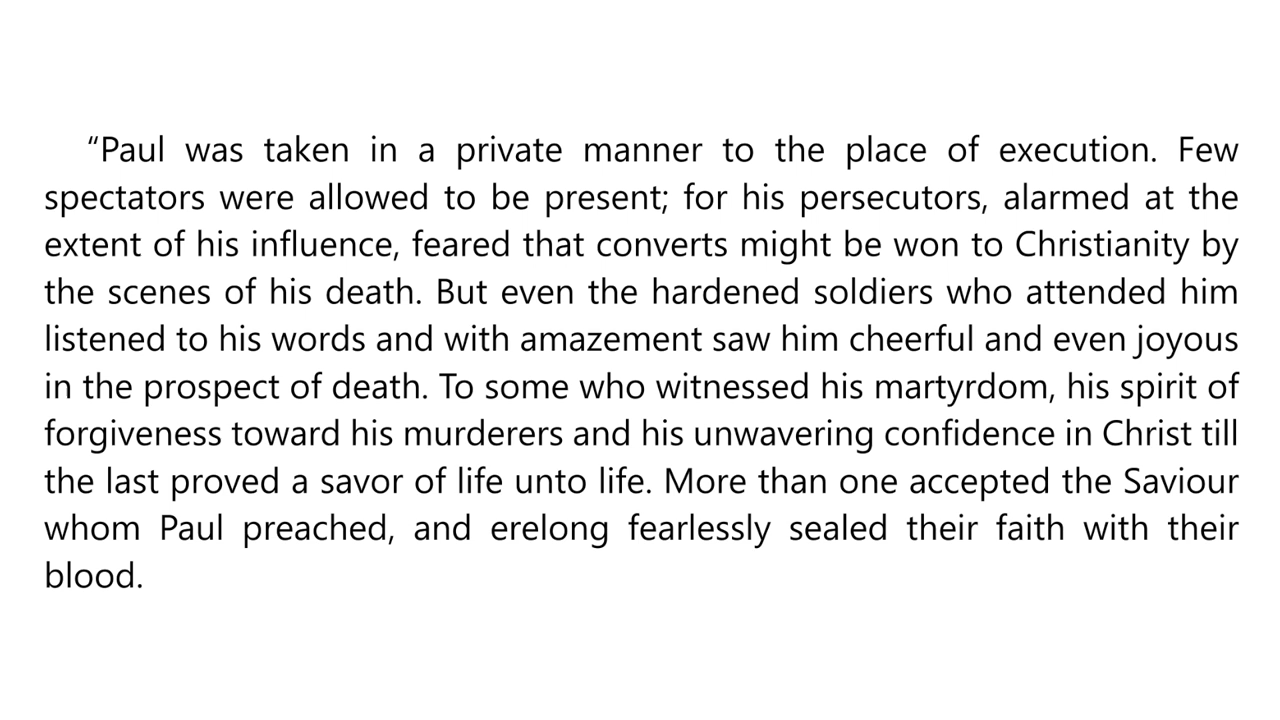 “Paul was taken in a private manner to the place of execution. Few
spectators were allowed to be present; for his persecutors, alarmed at the
extent of his influence, feared that converts might be won to Christianity by
the scenes of his death. But even the hardened soldiers who attended him
listened to his words and with amazement saw him cheerful and even joyous
in the prospect of death. To some who witnessed his martyrdom, his spirit of
forgiveness toward his murderers and his unwavering confidence in Christ till
the last proved a savor of life unto life. More than one accepted the Saviour
whom Paul preached, and erelong fearlessly sealed their faith with their
blood.